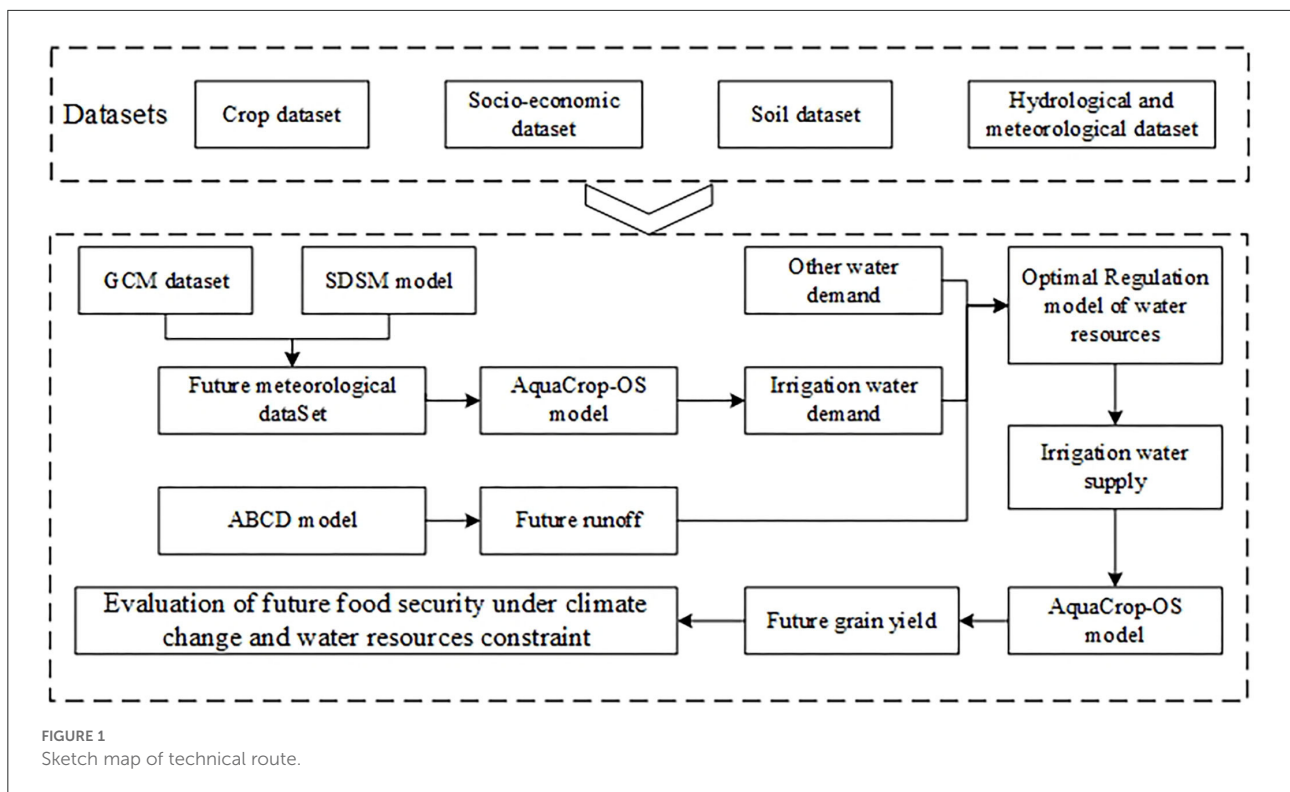 Datasets
Crop dataset
Socio-economic
dataset
Soil dataset
Hydrological and
meteorological dataset
GCM dataset
SDSM model
Other water
demand
Optimal Regulation
model of water
resources
Future meteorological
dataSet
AquaCrop-OS
model
Irrigation water
demand
Irrigation water
supply
ABCD model
Future runoff
Evaluation of future food security under climate
change and water resources constraint
Future grain yield
AquaCrop-OS
model
FIGURE 1
Sketch map of technical route.